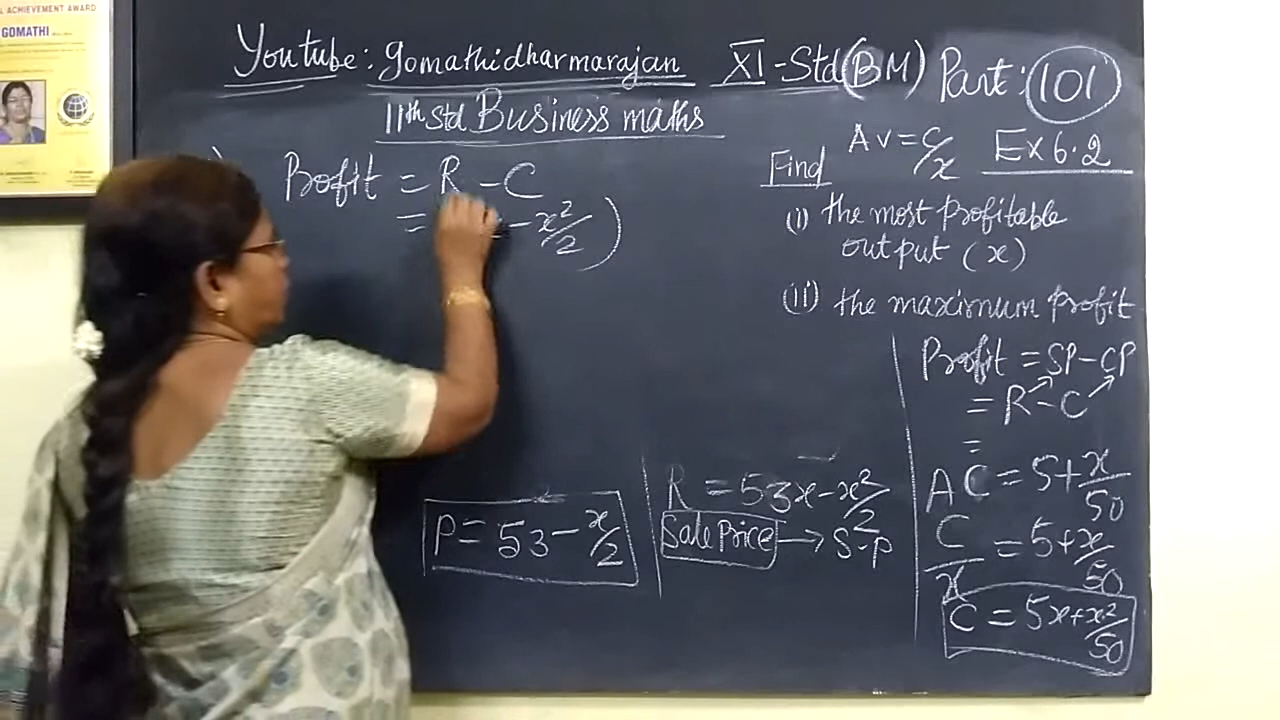 L ACHIEVEMENT AWARD
GOMATHI
Youtube: gomathidharmarajan XI-Std(BM) Part: 101
11th std Business maths
Profit = R - C
= - x²/2 )
Find Av = C/x Ex 6.2
(i) the most profitable
output (x)
(ii) the maximum profit
Profit = SP - CP
= R - C
=
AC = 5 + x/50
C/x = 5 + x/50
C = 5x + x²/50
R = 53x - x²/2
Sale Price → S-P
P = 53 - x/2